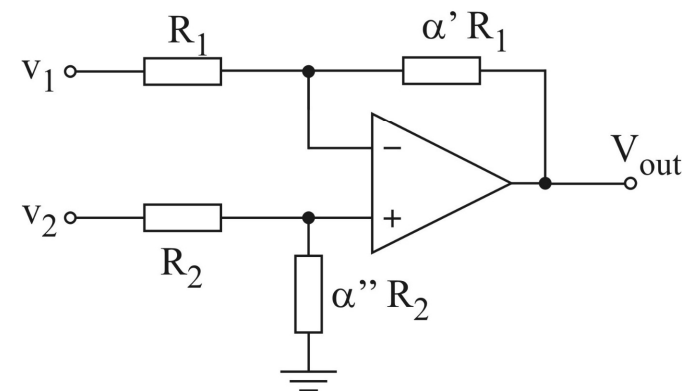 R1 α’ R1
v1
−
Vout
v2
+
R2
α’’ R2